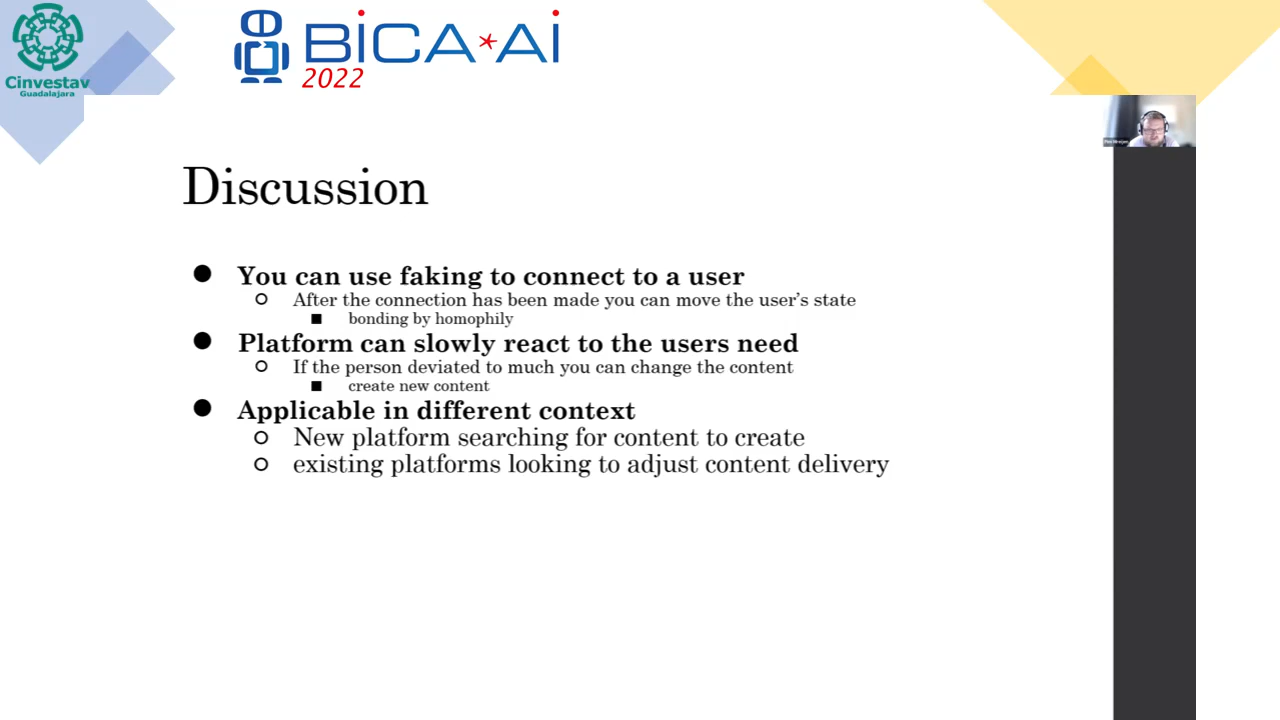 Cinvestav
Guadalajara
BiCA*Ai
2022
Discussion
You can use faking to connect to a user
After the connection has been made you can move the user's state
bonding by homophily
Platform can slowly react to the users need
If the person deviated to much you can change the content
create new content
Applicable in different context
New platform searching for content to create
existing platforms looking to adjust content delivery